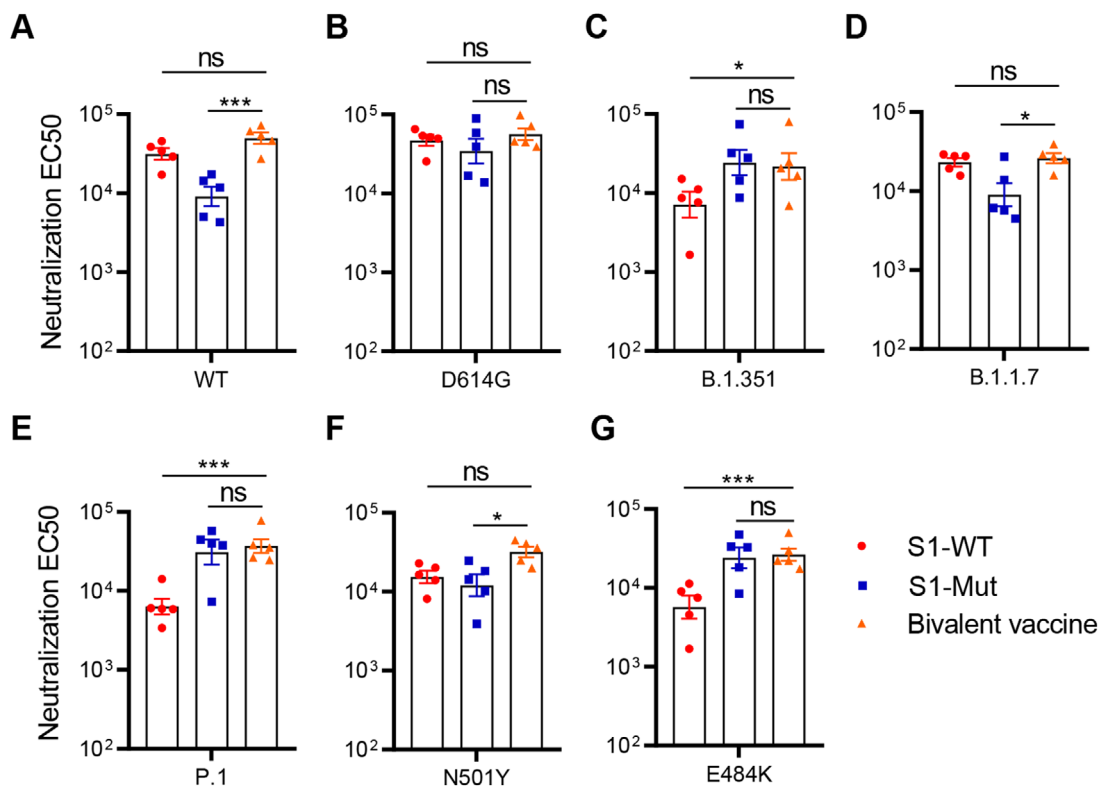 A
B
C
D
ns
***
ns
ns
*
ns
ns
*
Neutralization EC50
10⁵
10⁴
10³
10²
WT
10⁵
10⁴
10³
10²
D614G
10⁵
10⁴
10³
10²
B.1.351
10⁵
10⁴
10³
10²
B.1.1.7
E
F
G
***
ns
ns
*
***
ns
Neutralization EC50
10⁵
10⁴
10³
10²
P.1
10⁵
10⁴
10³
10²
N501Y
10⁵
10⁴
10³
10²
E484K
S1-WT
S1-Mut
Bivalent vaccine